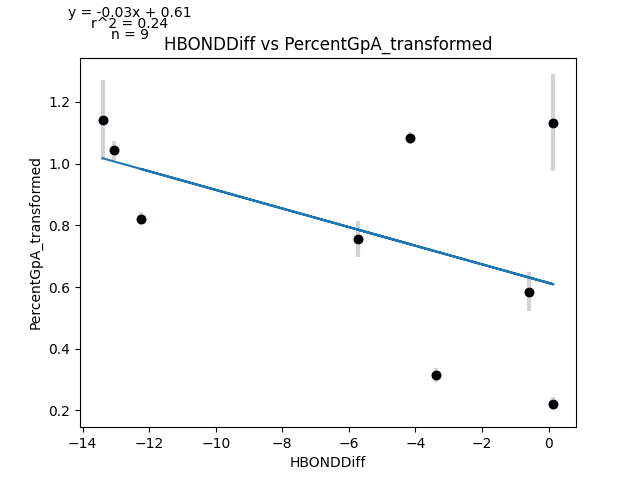 y = -0.03x + 0.61
r^2 = 0.24
n = 9
HBONDDiff vs PercentGpA_transformed
PercentGpA_transformed
1.2
1.0
0.8
0.6
0.4
0.2
−14
−12
−10
−8
−6
−4
−2
0
HBONDDiff